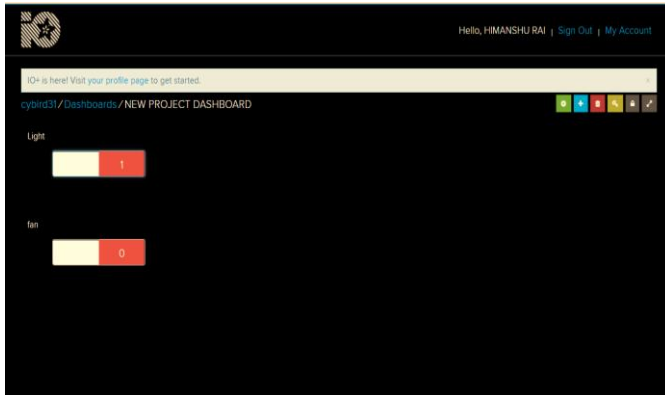 iO
Hello, HIMANSHU RAI | Sign Out | My Account
IO+ is here! Visit your profile page to get started. ×
cybird31/Dashboards/NEW PROJECT DASHBOARD
Light
1
fan
0